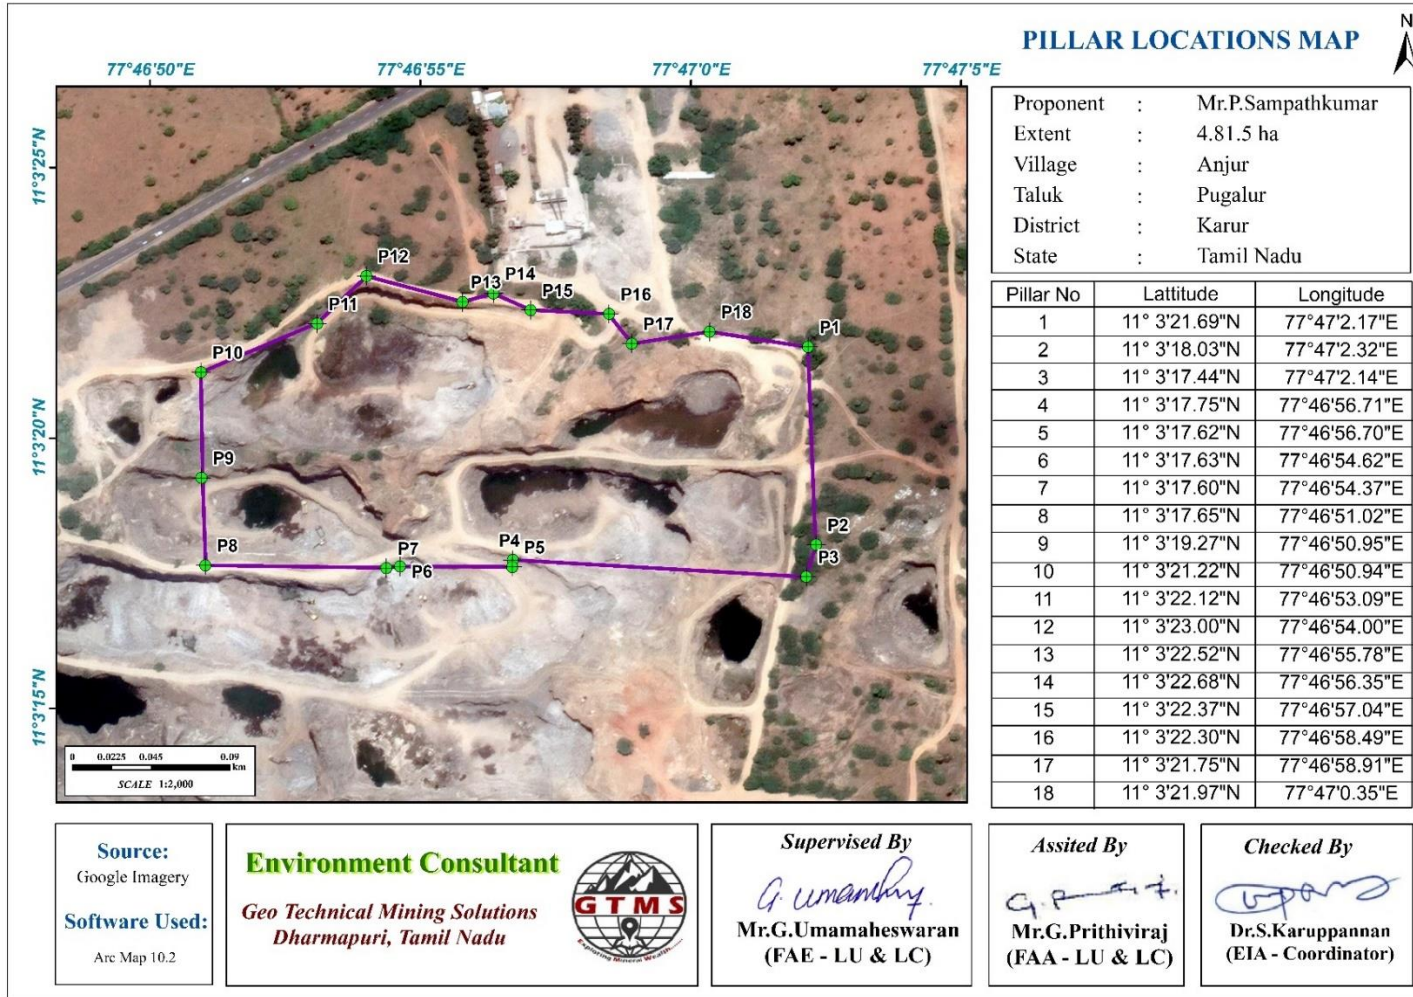 PILLAR LOCATIONS MAP
N
77°46'50"E 77°46'55"E 77°47'0"E 77°47'5"E
11°3'25"N
11°3'20"N
11°3'15"N
P12
P13
P14
P15
P16
P11
P17
P18
P1
P10
P9
P2
P3
P8
P7
P6
P4
P5
0 0.0225 0.045 0.09
km
SCALE 1:2,000
Proponent : Mr.P.Sampathkumar
Extent : 4.81.5 ha
Village : Anjur
Taluk : Pugalur
District : Karur
State : Tamil Nadu
Pillar No Lattitude Longitude
1 11° 3'21.69"N 77°47'2.17"E
2 11° 3'18.03"N 77°47'2.32"E
3 11° 3'17.44"N 77°47'2.14"E
4 11° 3'17.75"N 77°46'56.71"E
5 11° 3'17.62"N 77°46'56.70"E
6 11° 3'17.63"N 77°46'54.62"E
7 11° 3'17.60"N 77°46'54.37"E
8 11° 3'17.65"N 77°46'51.02"E
9 11° 3'19.27"N 77°46'50.95"E
10 11° 3'21.22"N 77°46'50.94"E
11 11° 3'22.12"N 77°46'53.09"E
12 11° 3'23.00"N 77°46'54.00"E
13 11° 3'22.52"N 77°46'55.78"E
14 11° 3'22.68"N 77°46'56.35"E
15 11° 3'22.37"N 77°46'57.04"E
16 11° 3'22.30"N 77°46'58.49"E
17 11° 3'21.75"N 77°46'58.91"E
18 11° 3'21.97"N 77°47'0.35"E
Source:
Google Imagery
Software Used:
Arc Map 10.2
Environment Consultant
Geo Technical Mining Solutions
Dharmapuri, Tamil Nadu
GTMS
Exploring Mineral Wealth......
Supervised By
Mr.G.Umamaheswaran
(FAE - LU & LC)
Assited By
Mr.G.Prithiviraj
(FAA - LU & LC)
Checked By
Dr.S.Karuppannan
(EIA - Coordinator)